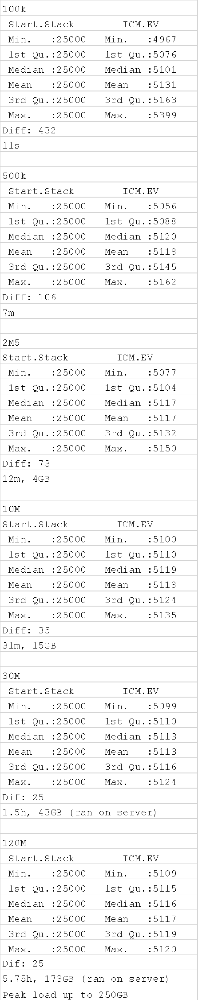 100k
Start.Stack ICM.EV
Min. :25000 Min. :4967
1st Qu.:25000 1st Qu.:5076
Median :25000 Median :5101
Mean :25000 Mean :5131
3rd Qu.:25000 3rd Qu.:5163
Max. :25000 Max. :5399
Diff: 432
11s
500k
Start.Stack ICM.EV
Min. :25000 Min. :5056
1st Qu.:25000 1st Qu.:5088
Median :25000 Median :5120
Mean :25000 Mean :5118
3rd Qu.:25000 3rd Qu.:5145
Max. :25000 Max. :5162
Diff: 106
7m
2M5
Start.Stack ICM.EV
Min. :25000 Min. :5077
1st Qu.:25000 1st Qu.:5104
Median :25000 Median :5117
Mean :25000 Mean :5117
3rd Qu.:25000 3rd Qu.:5132
Max. :25000 Max. :5150
Diff: 73
12m, 4GB
10M
Start.Stack ICM.EV
Min. :25000 Min. :5100
1st Qu.:25000 1st Qu.:5110
Median :25000 Median :5119
Mean :25000 Mean :5118
3rd Qu.:25000 3rd Qu.:5124
Max. :25000 Max. :5135
Diff: 35
31m, 15GB
30M
Start.Stack ICM.EV
Min. :25000 Min. :5099
1st Qu.:25000 1st Qu.:5110
Median :25000 Median :5113
Mean :25000 Mean :5113
3rd Qu.:25000 3rd Qu.:5116
Max. :25000 Max. :5124
Dif: 25
1.5h, 43GB (ran on server)
120M
Start.Stack ICM.EV
Min. :25000 Min. :5109
1st Qu.:25000 1st Qu.:5115
Median :25000 Median :5116
Mean :25000 Mean :5117
3rd Qu.:25000 3rd Qu.:5119
Max. :25000 Max. :5120
Dif: 25
5.75h, 173GB (ran on server)
Peak load up to 250GB